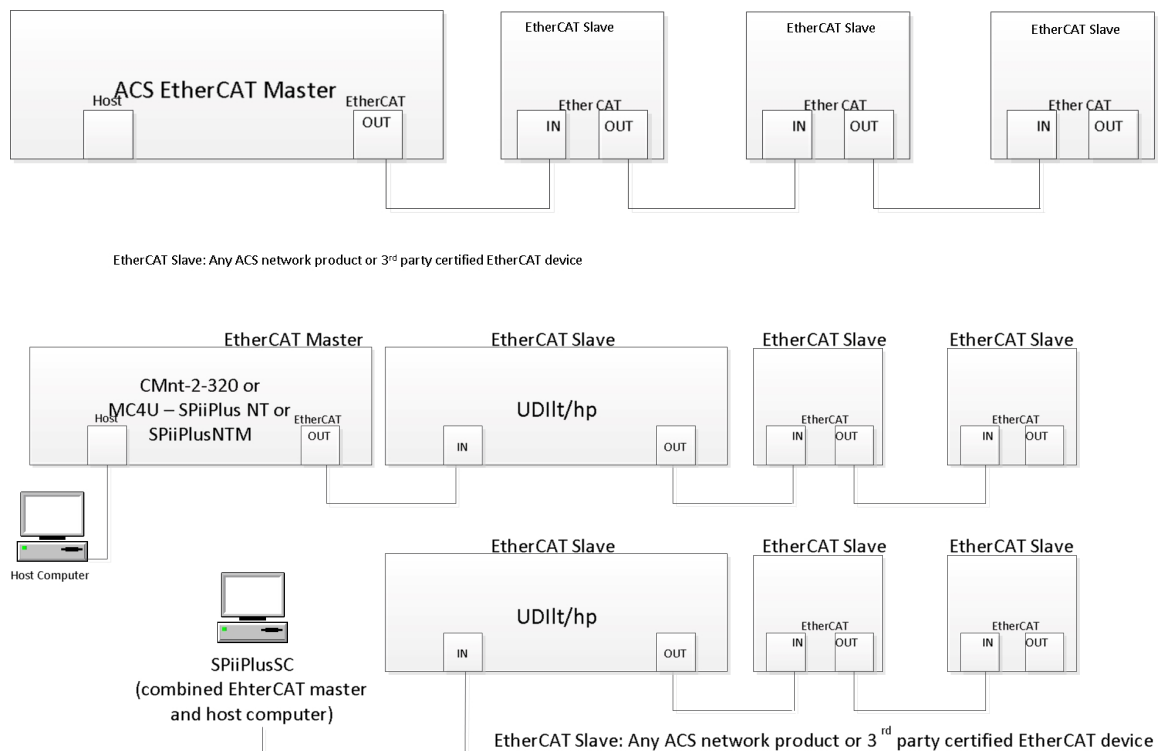 EtherCAT Slave
EtherCAT Slave
EtherCAT Slave
ACS EtherCAT Master
Host
EtherCAT
OUT
Ether CAT
IN
OUT
Ether CAT
IN
OUT
Ether CAT
IN
OUT
EtherCAT Slave: Any ACS network product or 3rd party certified EtherCAT device
EtherCAT Master
EtherCAT Slave
EtherCAT Slave
EtherCAT Slave
CMnt-2-320 or
MC4U – SPiiPlus NT or
SPiiPlusNTM
Host
EtherCAT
OUT
UDIlt/hp
IN
OUT
EtherCAT
IN
OUT
EtherCAT
IN
OUT
Host Computer
EtherCAT Slave
EtherCAT Slave
EtherCAT Slave
UDIlt/hp
IN
OUT
EtherCAT
IN
OUT
EtherCAT
IN
OUT
SPiiPlusSC
(combined EhterCAT master
and host computer)
EtherCAT Slave: Any ACS network product or 3 rd party certified EtherCAT device